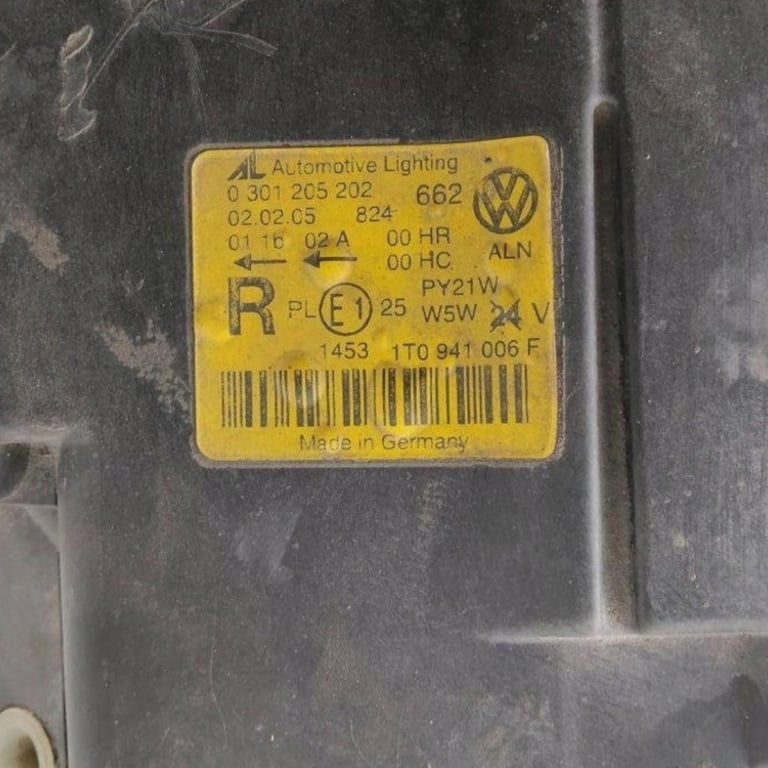 AL Automotive Lighting
0 301 205 202 662
02.02.05 824
01 1b 02 A 00 HR ALN
00 HC
PY21W
R PL E1 25 W5W 24 V
1453 1T0 941 006 F
Made in Germany